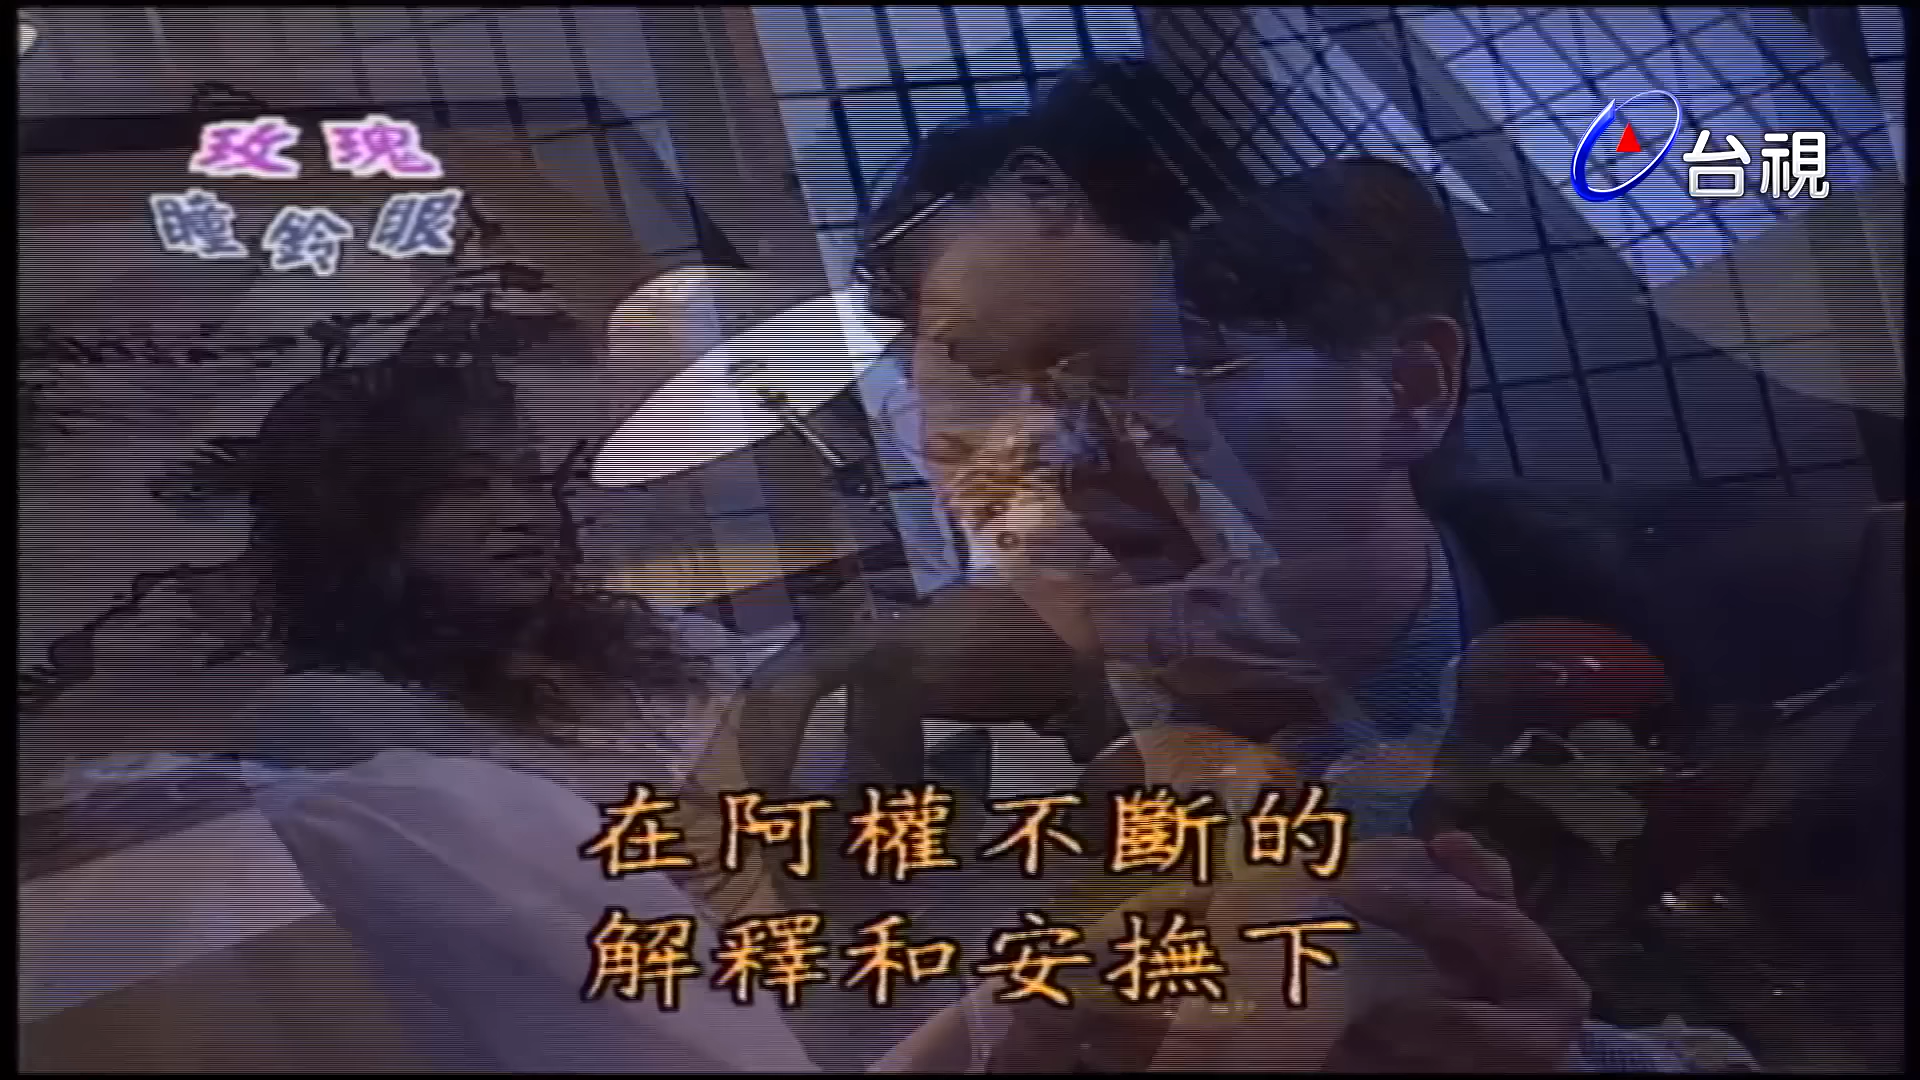 玫瑰
瞳鈴眼
台視
在阿權不斷的
解釋和安撫下